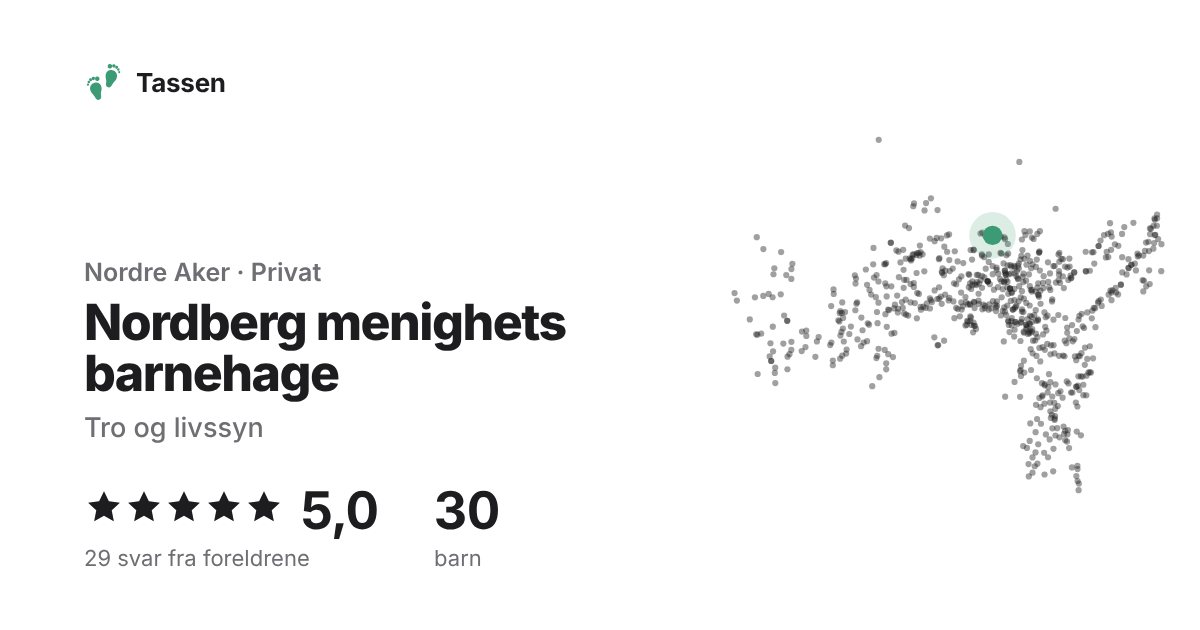 Tassen
Nordre Aker · Privat
Nordberg menighets
barnehage
Tro og livssyn
5,0
30
29 svar fra foreldrene
barn